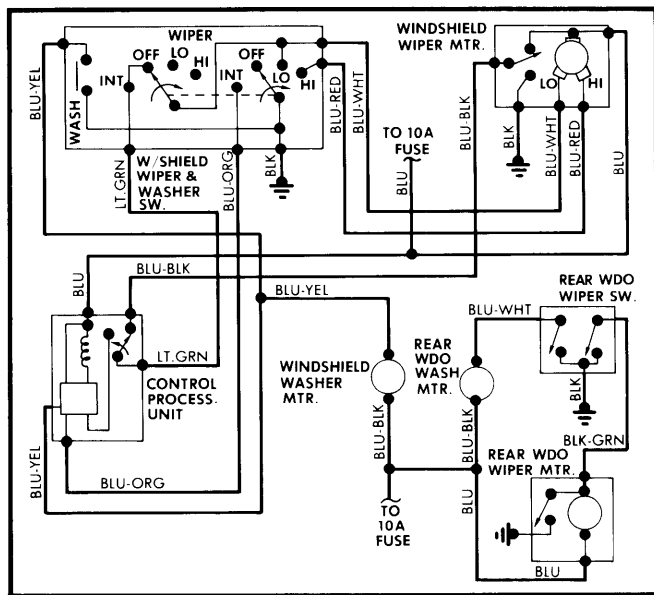 WIPER
OFF
LO
HI
INT
OFF
LO
HI
INT
WASH
BLU-YEL
W/SHIELD
WIPER &
WASHER
SW.
LT.GRN
BLU-ORG
BLK
BLU-RED
BLU-WHT
WINDSHIELD
WIPER MTR.
LO
HI
BLU-BLK
BLK
BLU-WHT
BLU-RED
BLU
TO 10A
FUSE
BLU
BLU
BLU-BLK
BLU-YEL
LT.GRN
CONTROL
PROCESS.
UNIT
BLU-YEL
BLU-ORG
WINDSHIELD
WASHER
MTR.
BLU-BLK
TO
10A
FUSE
REAR
WDO
WASH
MTR.
BLU-BLK
BLU-WHT
REAR WDO
WIPER SW.
BLK
BLK-GRN
REAR WDO
WIPER MTR.
BLU
BLU